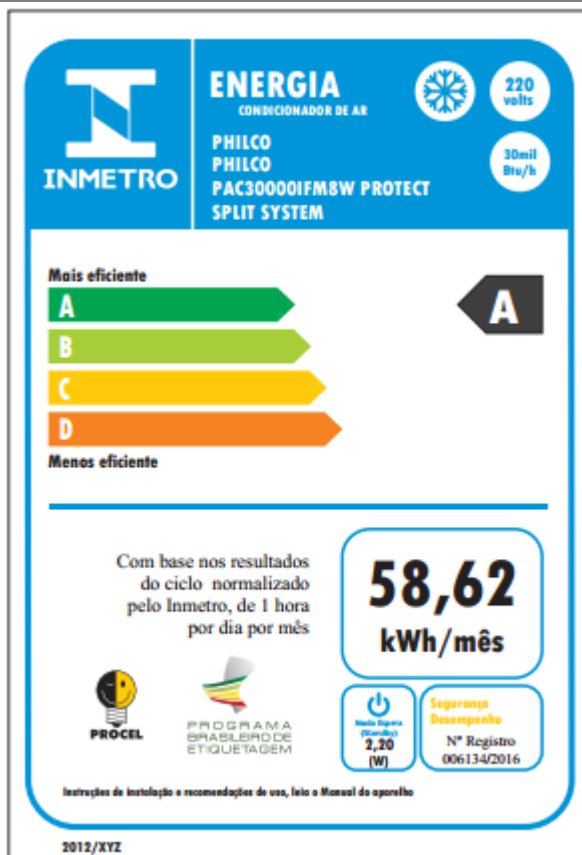 INMETRO
ENERGIA
CONDICIONADOR DE AR
220
volts
30mil
Btu/h
PHILCO
PHILCO
PAC30000IFM8W PROTECT
SPLIT SYSTEM
Mais eficiente
A
A
B
C
D
Menos eficiente
Com base nos resultados
do ciclo normalizado
pelo Inmetro, de 1 hora
por dia por mês
58,62
kWh/mês
PROCEL
PROGRAMA
BRASILEIRO DE
ETIQUETAGEM
Modo Espera
(Standby)
2,20
(W)
Segurança
Desempenho
Nº Registro
006134/2016
Instruções de instalação e recomendações de uso, leia o Manual do aparelho
2012/XYZ